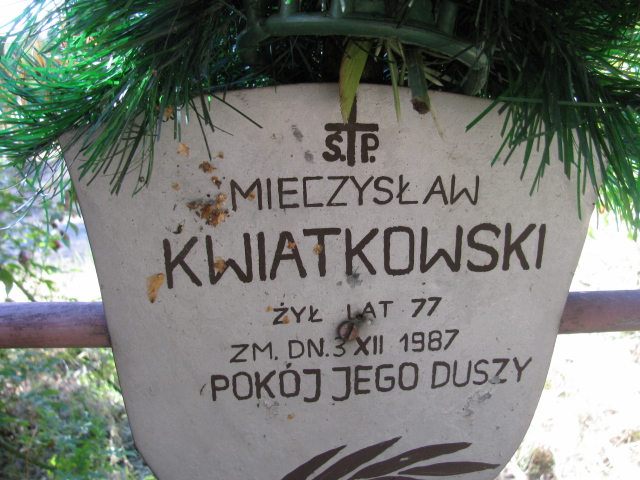 Ś.P.
MIECZYSŁAW
KWIATKOWSKI
ŻYŁ LAT 77
ZM. DN. 3 XII 1987
POKÓJ JEGO DUSZY